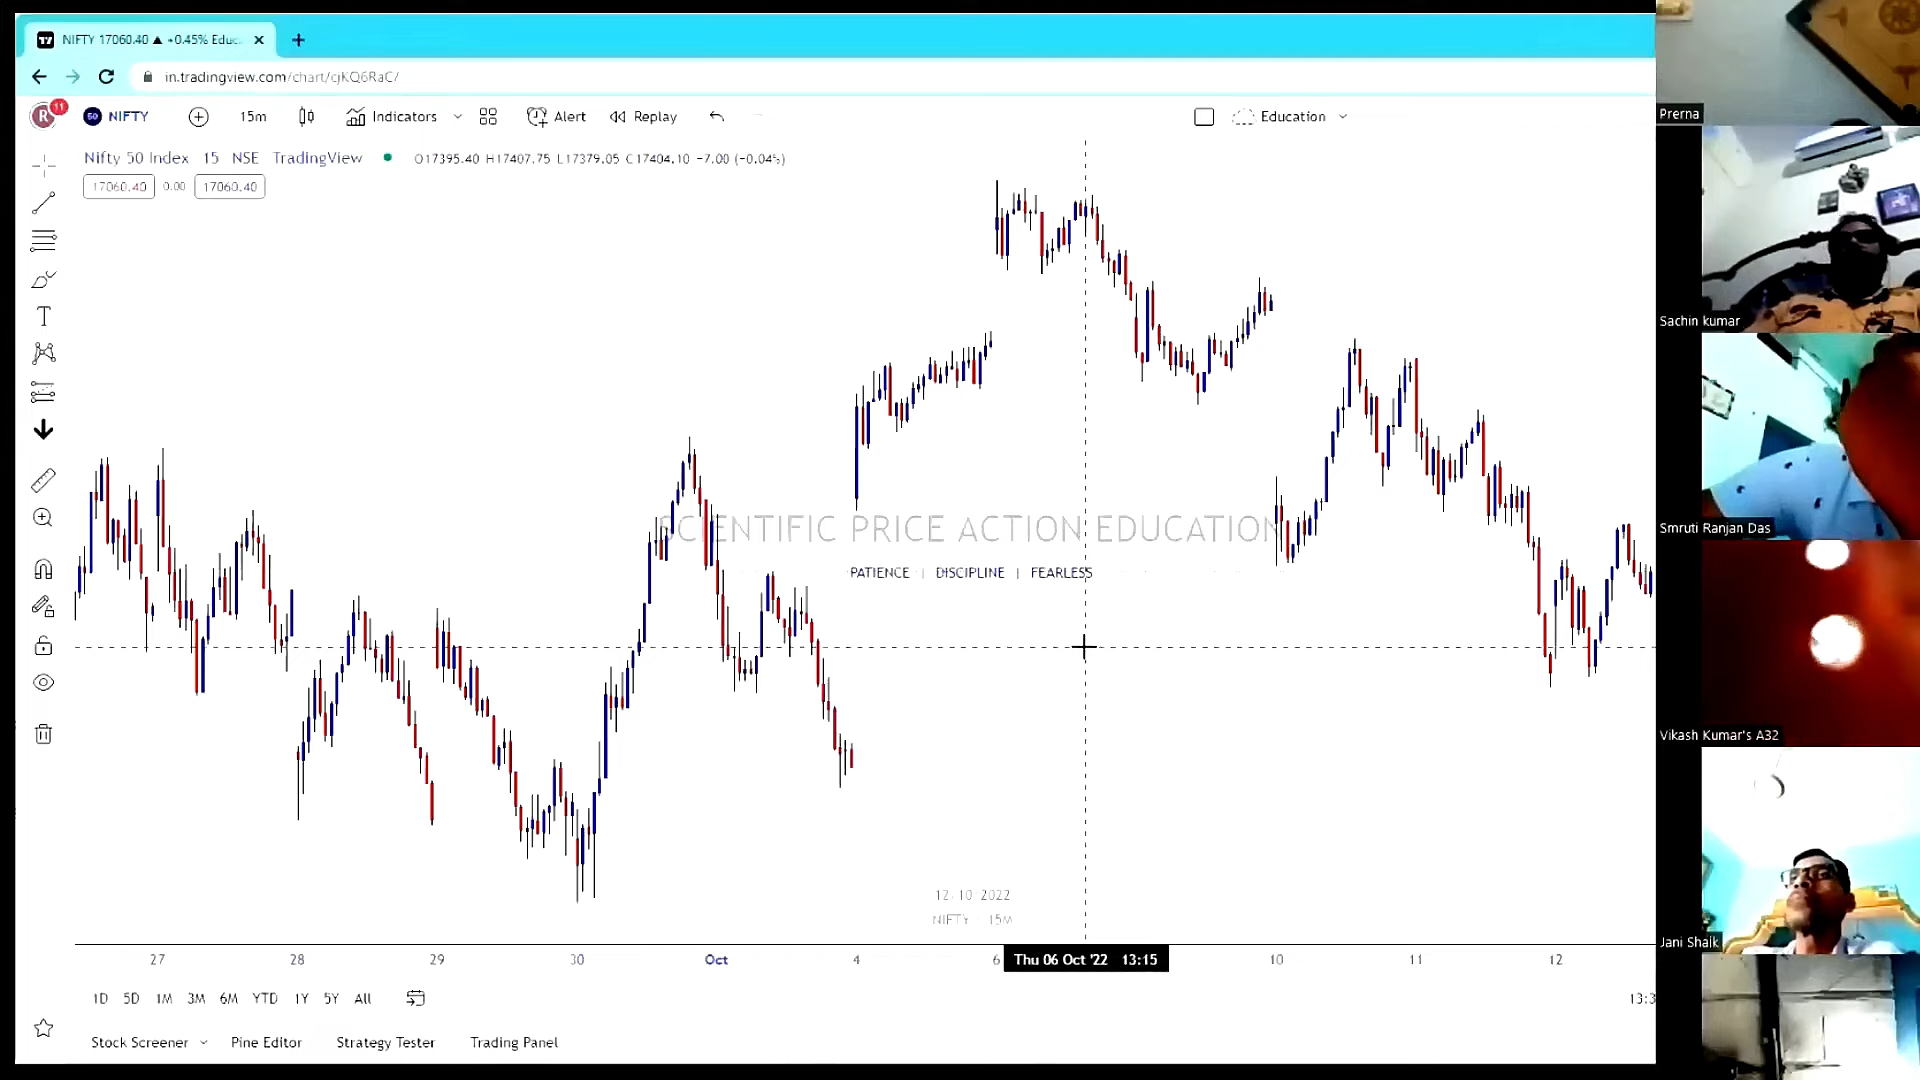 NIFTY 17060.40 ▲ +0.45% Educ
in.tradingview.com/chart/cjKQ6RaC/
R 11 50 NIFTY 15m Indicators Alert Replay Education
Nifty 50 Index 15 NSE TradingView O17395.40 H17407.75 L17379.05 C17404.10 −7.00 (−0.04%)
17060.40 0.00 17060.40
SCIENTIFIC PRICE ACTION EDUCATION
PATIENCE | DISCIPLINE | FEARLESS
12 10 2022
NIFTY 15M
27 28 29 30 Oct 4 6 Thu 06 Oct '22 13:15 10 11 12
1D 5D 1M 3M 6M YTD 1Y 5Y All 13:3
Stock Screener Pine Editor Strategy Tester Trading Panel
Prerna
Sachin kumar
Smruti Ranjan Das
Vikash Kumar's A32
Jani Shaik